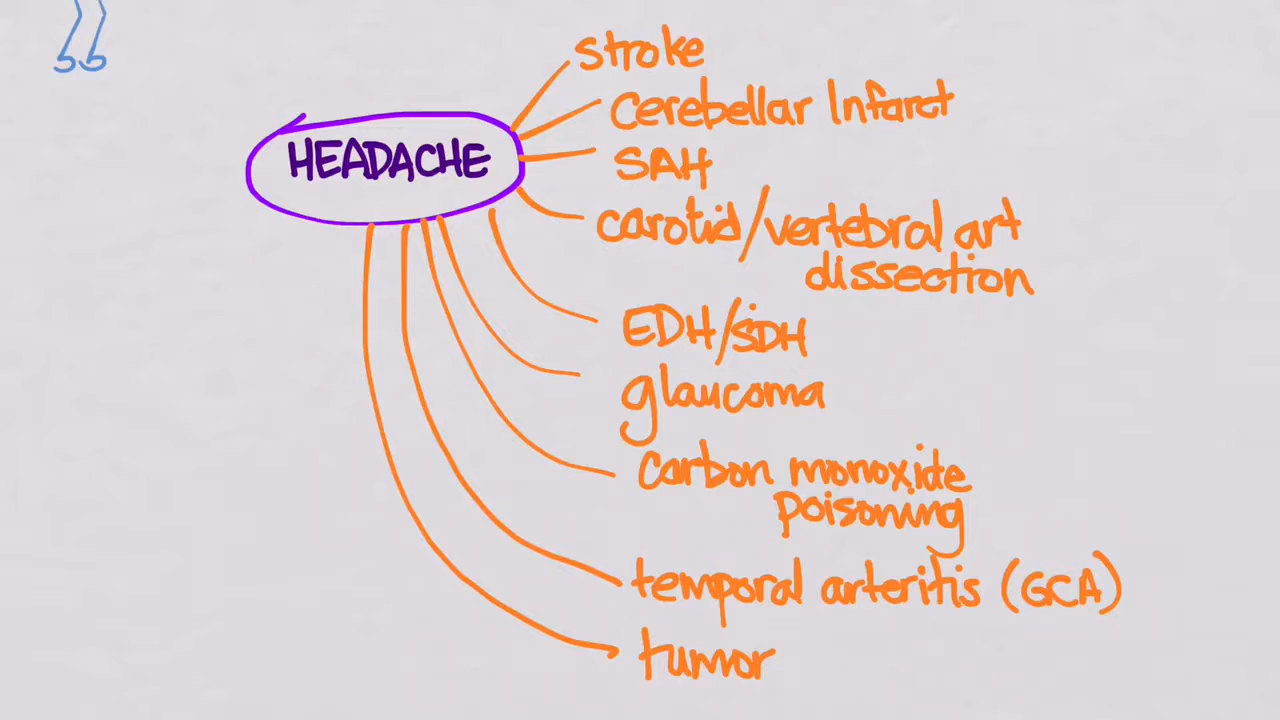 HEADACHE
stroke
Cerebellar Infarct
SAH
carotid/vertebral art
dissection
EDH/SDH
glaucoma
carbon monoxide
poisoning
temporal arteritis (GCA)
tumor